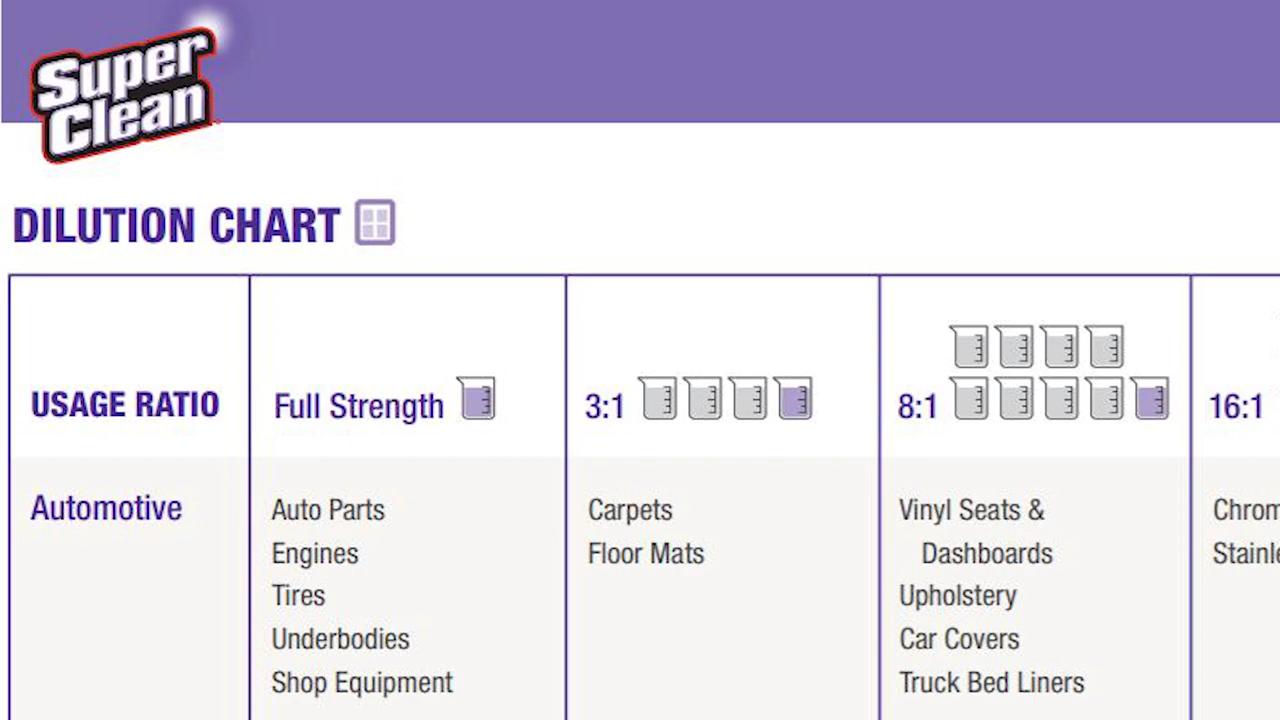 Super
Clean
DILUTION CHART
USAGE RATIO
Full Strength
3:1
8:1
16:1
Automotive
Auto Parts
Engines
Tires
Underbodies
Shop Equipment
Carpets
Floor Mats
Vinyl Seats &
Dashboards
Upholstery
Car Covers
Truck Bed Liners